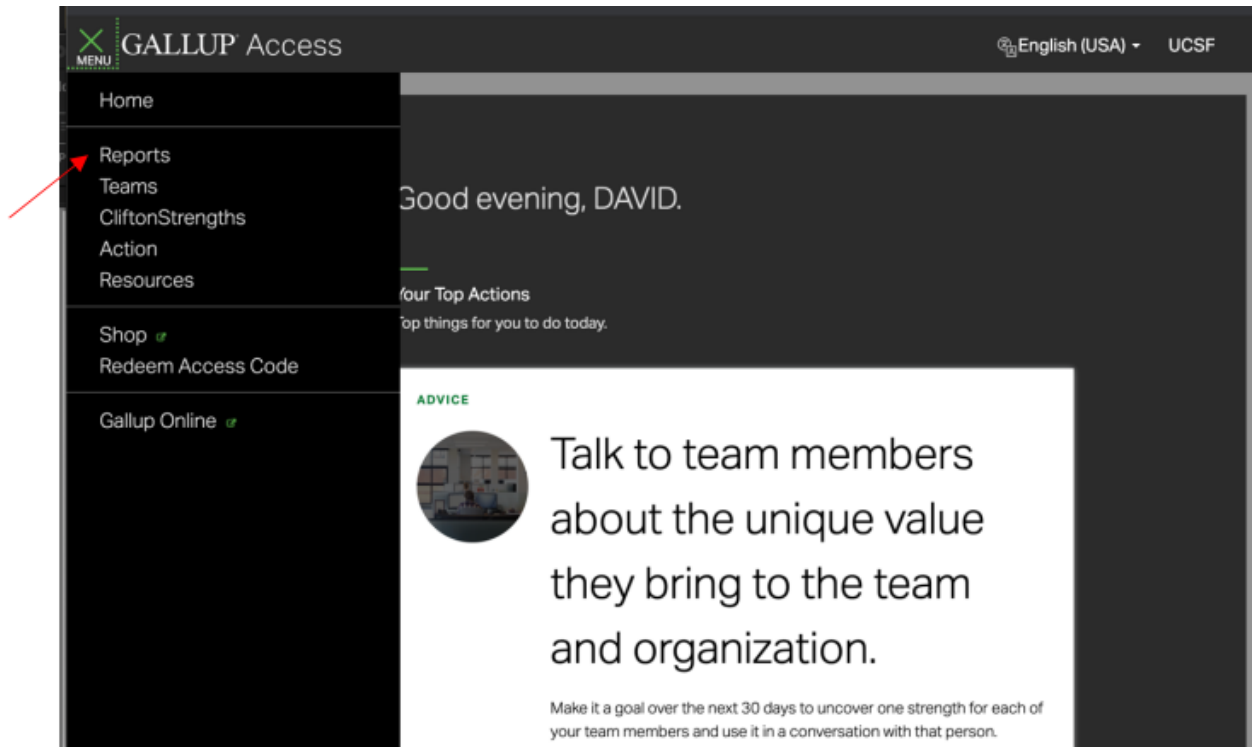 MENU GALLUP® Access
English (USA)
UCSF
Home
Reports
Teams
CliftonStrengths
Action
Resources
Shop
Redeem Access Code
Gallup Online
Good evening, DAVID.
Your Top Actions
Top things for you to do today.
ADVICE
Talk to team members
about the unique value
they bring to the team
and organization.
Make it a goal over the next 30 days to uncover one strength for each of
your team members and use it in a conversation with that person.